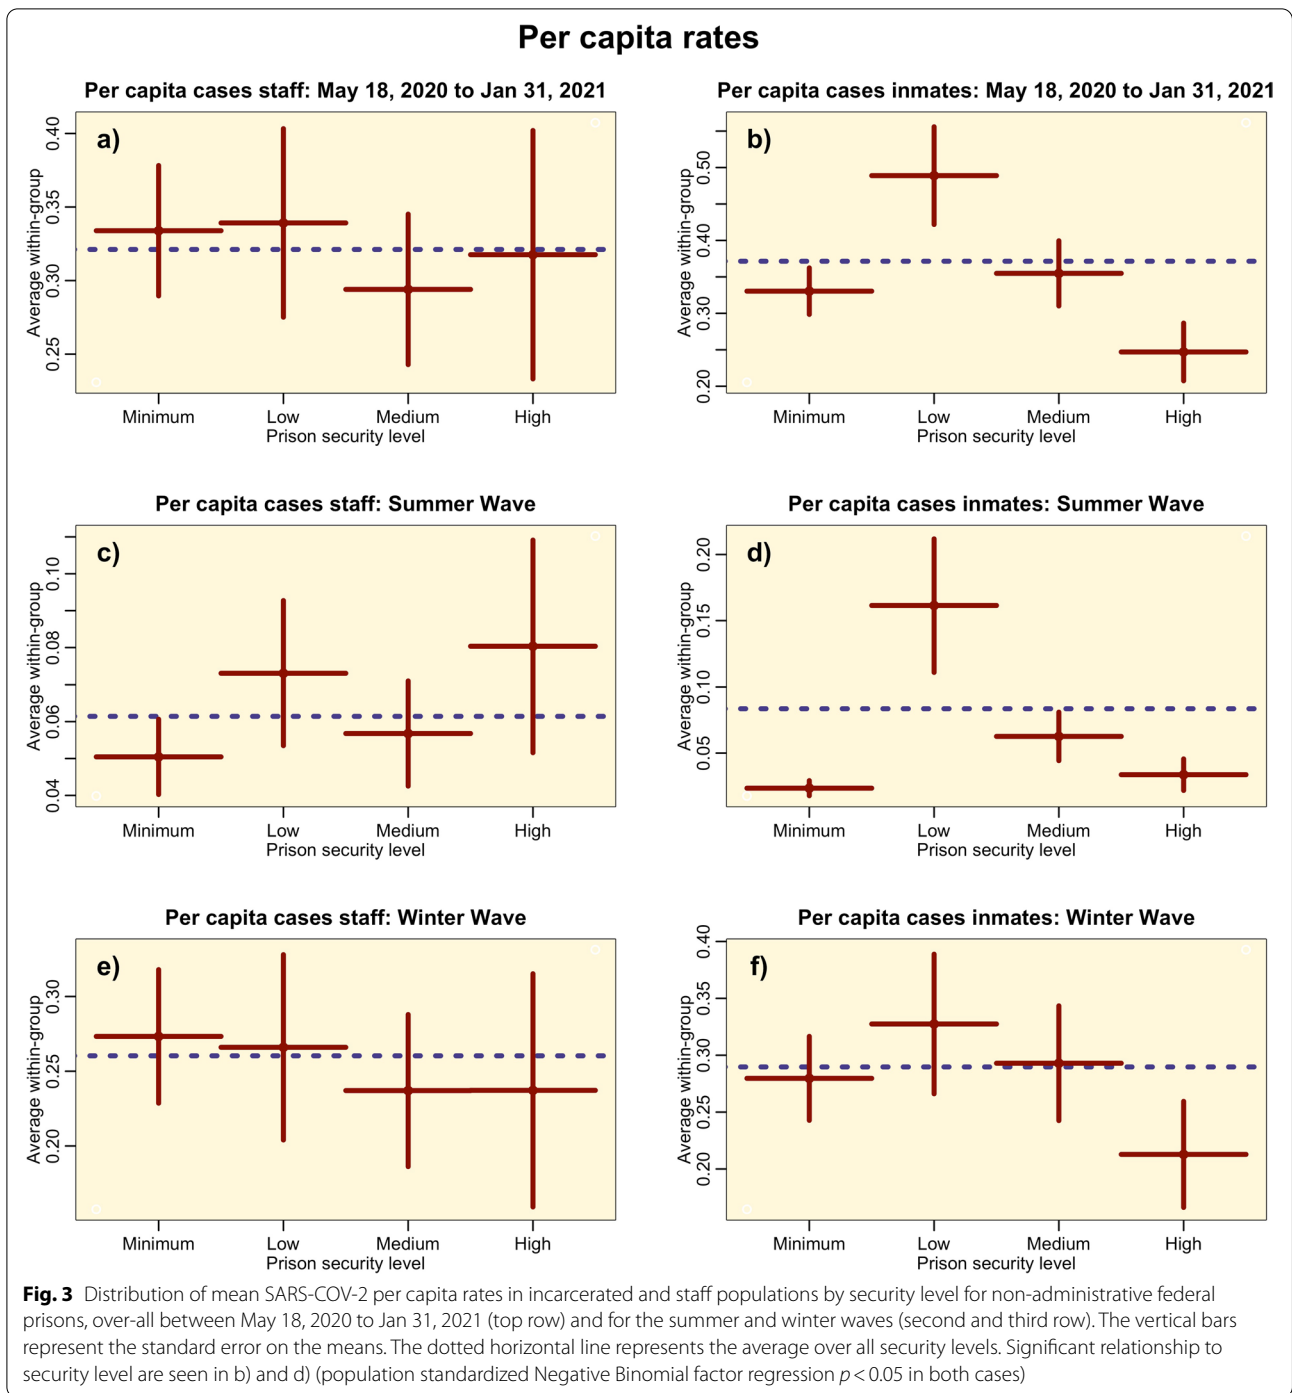 Per capita rates
Per capita cases staff: May 18, 2020 to Jan 31, 2021
a)
Average within-group
0.40
0.35
0.30
0.25
Minimum Low Medium High
Prison security level
Per capita cases inmates: May 18, 2020 to Jan 31, 2021
b)
Average within-group
0.50
0.40
0.30
0.20
Minimum Low Medium High
Prison security level
Per capita cases staff: Summer Wave
c)
Average within-group
0.10
0.08
0.06
0.04
Minimum Low Medium High
Prison security level
Per capita cases inmates: Summer Wave
d)
Average within-group
0.20
0.15
0.10
0.05
Minimum Low Medium High
Prison security level
Per capita cases staff: Winter Wave
e)
Average within-group
0.30
0.25
0.20
Minimum Low Medium High
Prison security level
Per capita cases inmates: Winter Wave
f)
Average within-group
0.40
0.35
0.30
0.25
0.20
Minimum Low Medium High
Prison security level
Fig. 3 Distribution of mean SARS-COV-2 per capita rates in incarcerated and staff populations by security level for non-administrative federal
prisons, over-all between May 18, 2020 to Jan 31, 2021 (top row) and for the summer and winter waves (second and third row). The vertical bars
represent the standard error on the means. The dotted horizontal line represents the average over all security levels. Significant relationship to
security level are seen in b) and d) (population standardized Negative Binomial factor regression p < 0.05 in both cases)